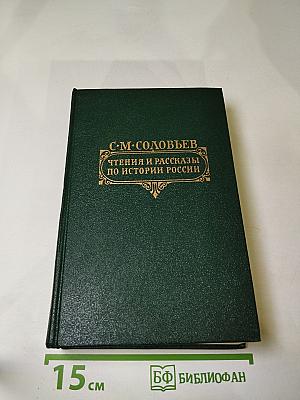 С·М·СОЛОВЬЕВ
ЧТЕНИЯ И РАССКАЗЫ
ПО ИСТОРИИ РОССИИ
15 см
БФ БИБЛИОФАН